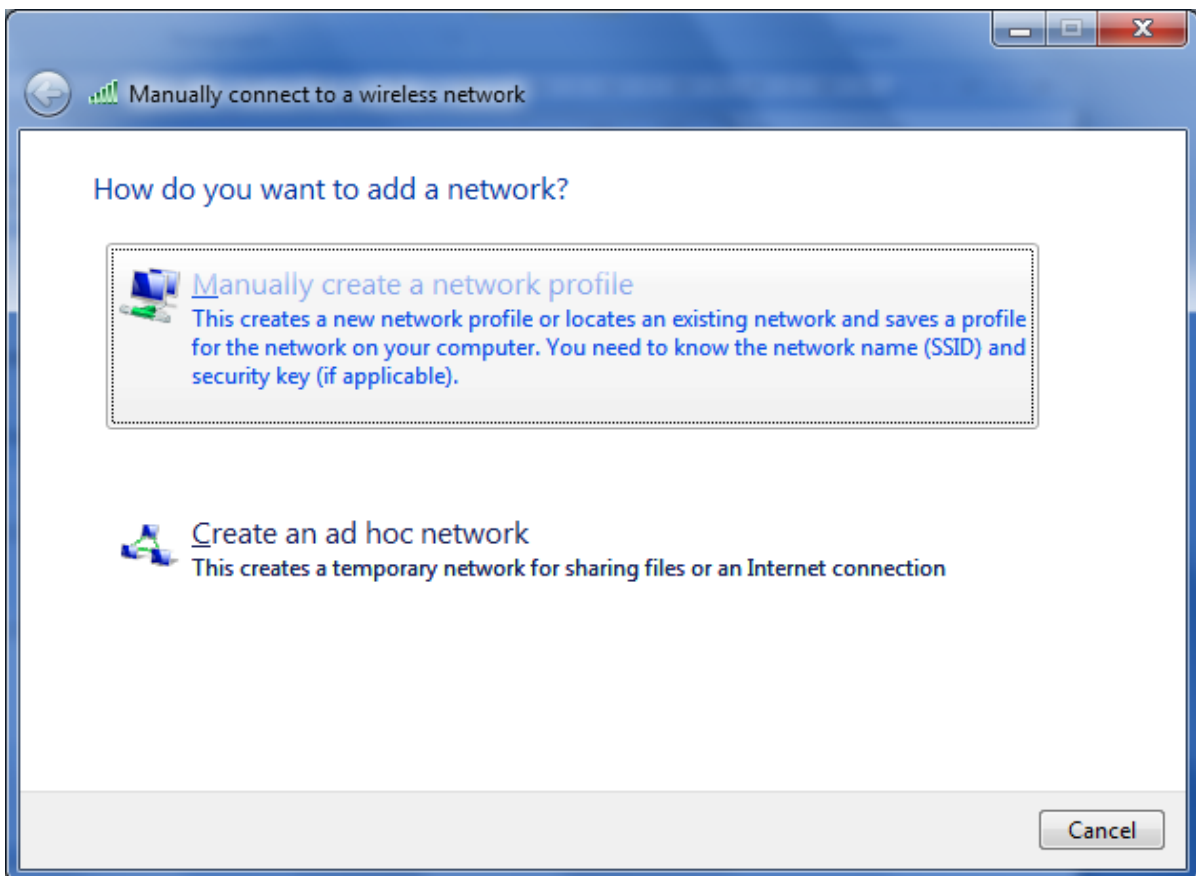 Manually connect to a wireless network
How do you want to add a network?
Manually create a network profile
This creates a new network profile or locates an existing network and saves a profile
for the network on your computer. You need to know the network name (SSID) and
security key (if applicable).
Create an ad hoc network
This creates a temporary network for sharing files or an Internet connection
Cancel